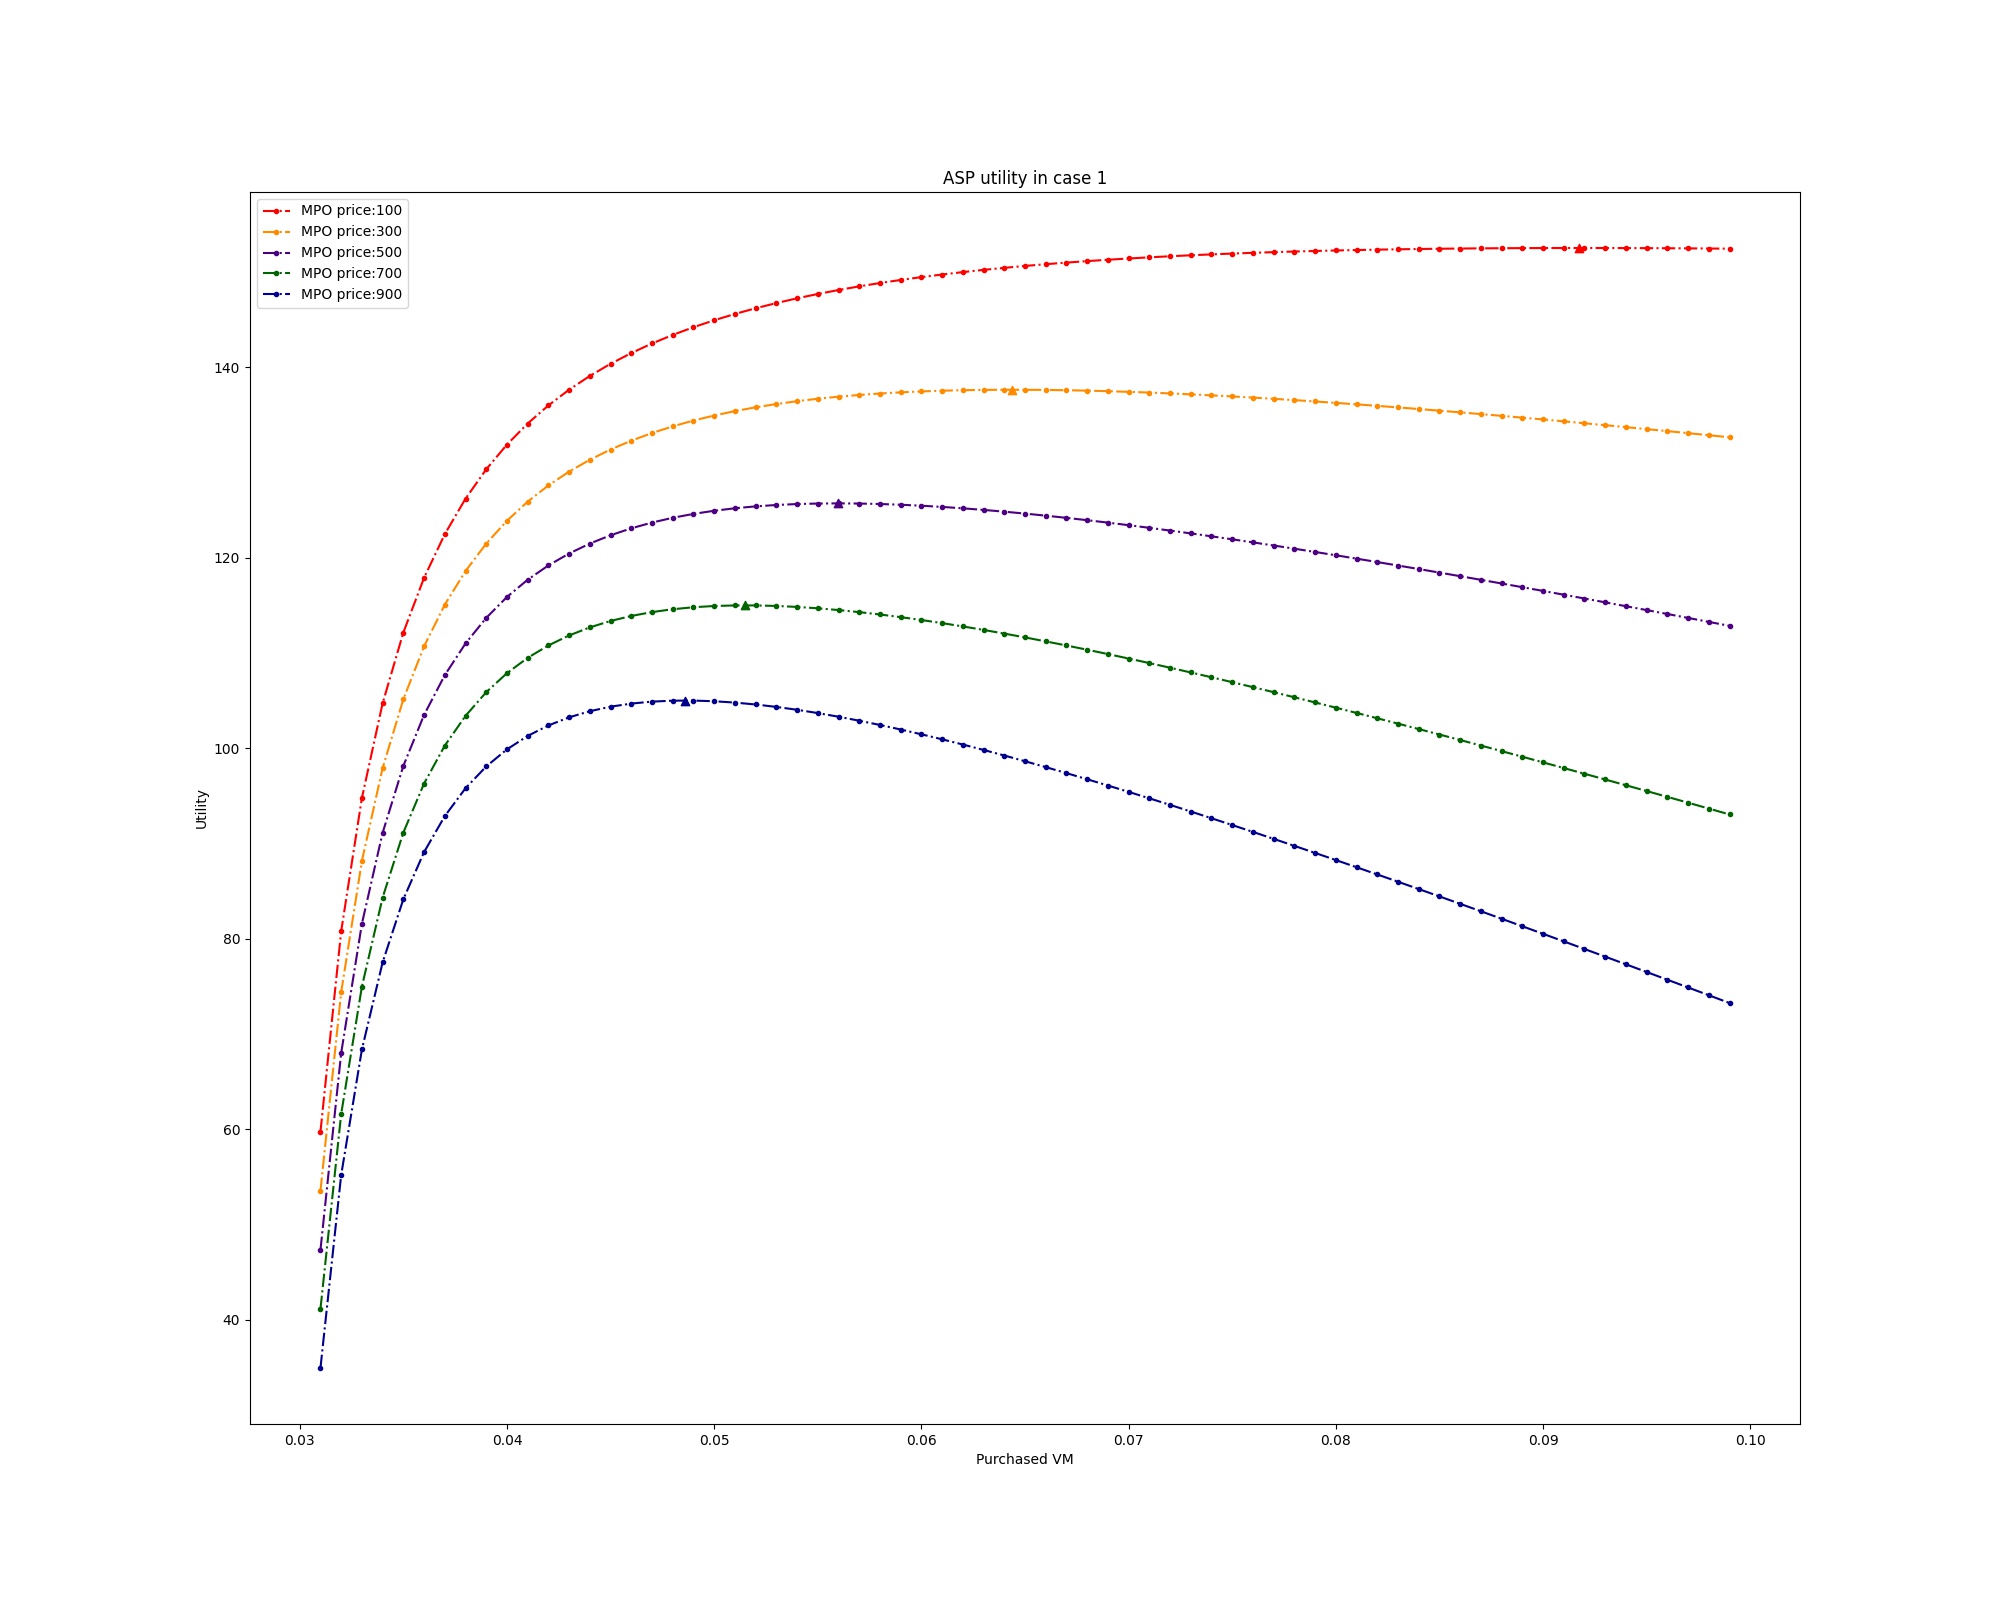 ASP utility in case 1
MPO price:100
MPO price:300
MPO price:500
MPO price:700
MPO price:900
140
120
100
80
60
40
Utility
0.03 0.04 0.05 0.06 0.07 0.08 0.09 0.10
Purchased VM